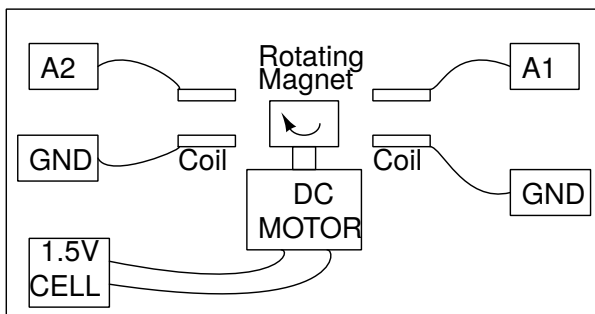 A2
Rotating
Magnet
A1
GND
Coil
Coil
GND
DC
MOTOR
1.5V
CELL